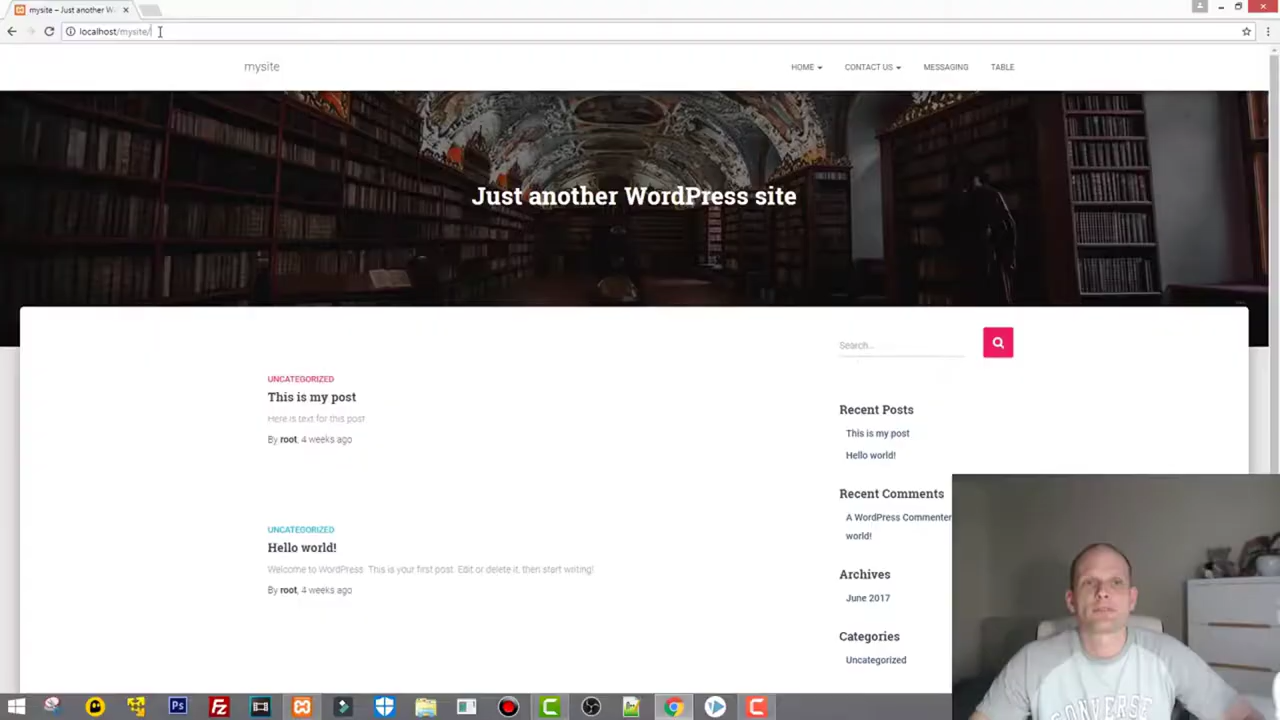 mysite – Just another W
localhost/mysite/
mysite
HOME
CONTACT US
MESSAGING
TABLE
Just another WordPress site
Search...
UNCATEGORIZED
This is my post
Here is text for this post
By root, 4 weeks ago
Recent Posts
This is my post
Hello world!
Recent Comments
A WordPress Commenter
world!
UNCATEGORIZED
Hello world!
Welcome to WordPress. This is your first post. Edit or delete it, then start writing!
By root, 4 weeks ago
Archives
June 2017
Categories
Uncategorized
CONVERSE
Ps
Fz